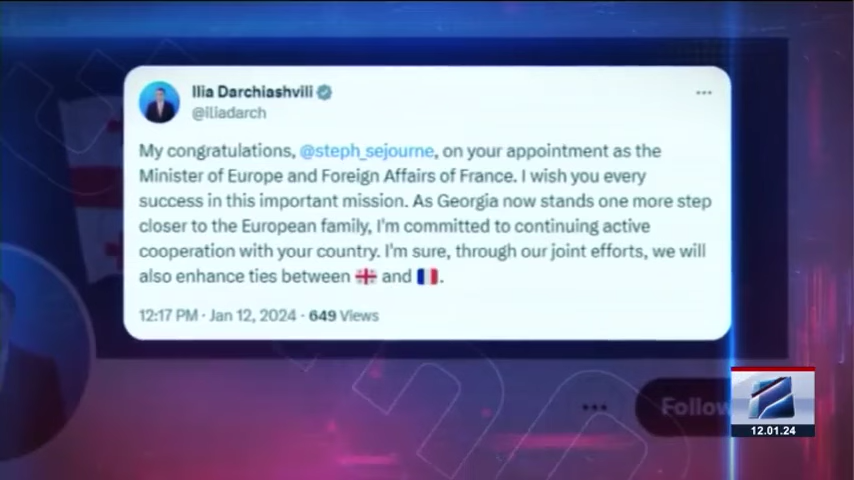 Ilia Darchiashvili
@iliadarch
My congratulations, @steph_sejourne, on your appointment as the
Minister of Europe and Foreign Affairs of France. I wish you every
success in this important mission. As Georgia now stands one more step
closer to the European family, I'm committed to continuing active
cooperation with your country. I'm sure, through our joint efforts, we will
also enhance ties between 🇬🇪 and 🇫🇷.
12:17 PM · Jan 12, 2024 · 649 Views
Follow
12.01.24